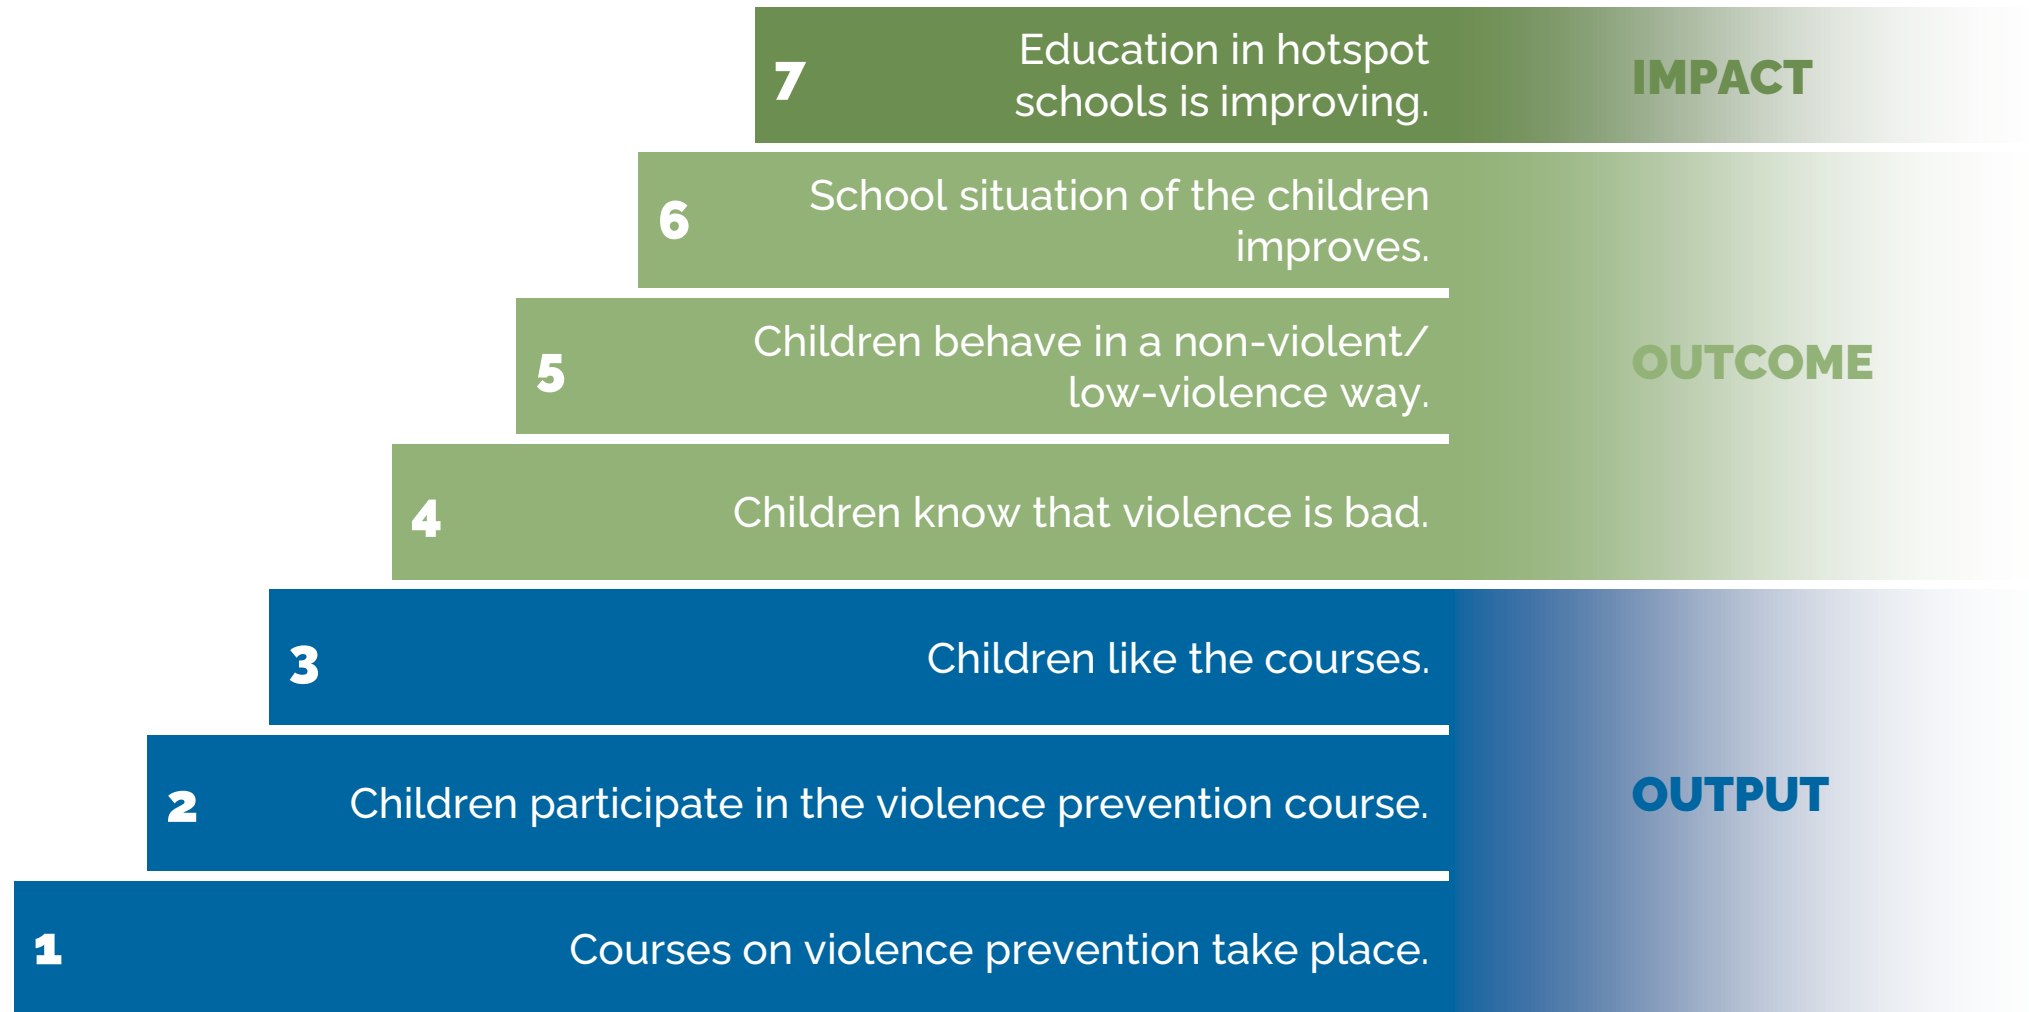 7
Education in hotspot
schools is improving.
IMPACT
6
School situation of the children
improves.
5
Children behave in a non-violent/
low-violence way.
OUTCOME
4
Children know that violence is bad.
3
Children like the courses.
2
Children participate in the violence prevention course.
OUTPUT
1
Courses on violence prevention take place.